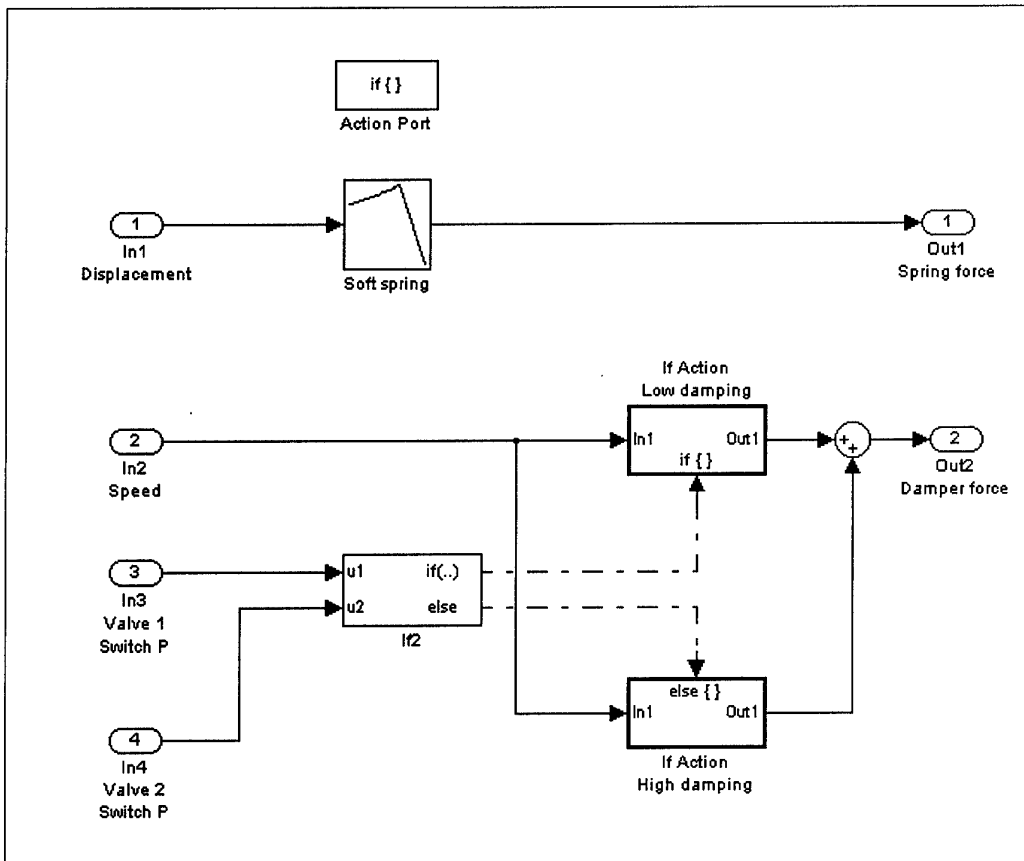 if { }
Action Port
1
In1
Displacement
Soft spring
1
Out1
Spring force
If Action
Low damping
2
In2
Speed
In1
Out1
if { }
+
+
2
Out2
Damper force
3
In3
Valve 1
Switch P
u1
if(..)
u2
else
If2
else { }
In1
Out1
If Action
High damping
4
In4
Valve 2
Switch P